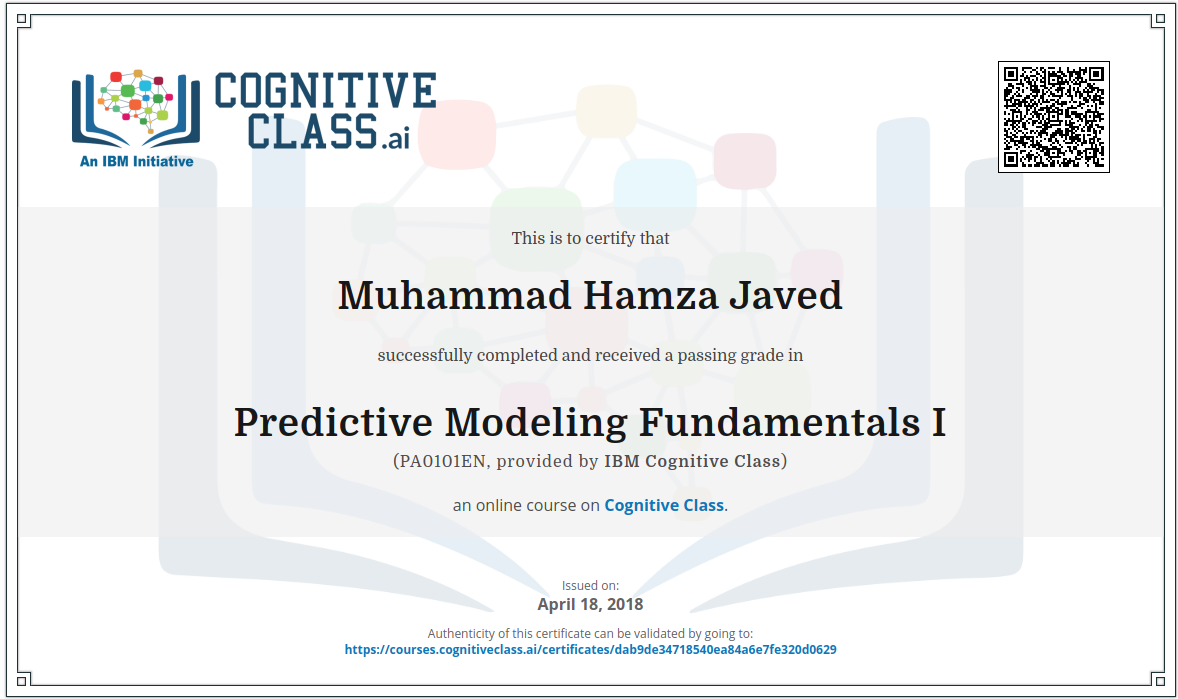 COGNITIVE
CLASS.ai
An IBM Initiative
This is to certify that
Muhammad Hamza Javed
successfully completed and received a passing grade in
Predictive Modeling Fundamentals I
(PA0101EN, provided by IBM Cognitive Class)
an online course on Cognitive Class.
Issued on:
April 18, 2018
Authenticity of this certificate can be validated by going to:
https://courses.cognitiveclass.ai/certificates/dab9de34718540ea84a6e7fe320d0629